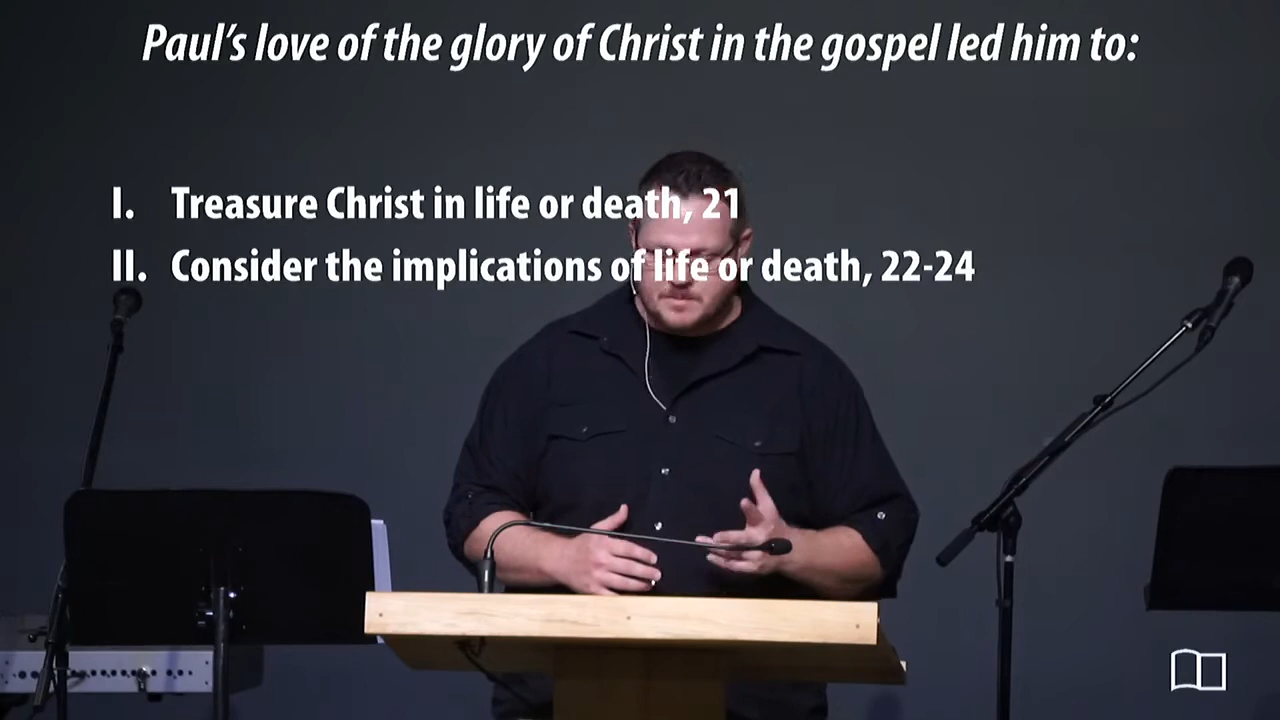 Paul’s love of the glory of Christ in the gospel led him to:
I. Treasure Christ in life or death, 21
II. Consider the implications of life or death, 22-24